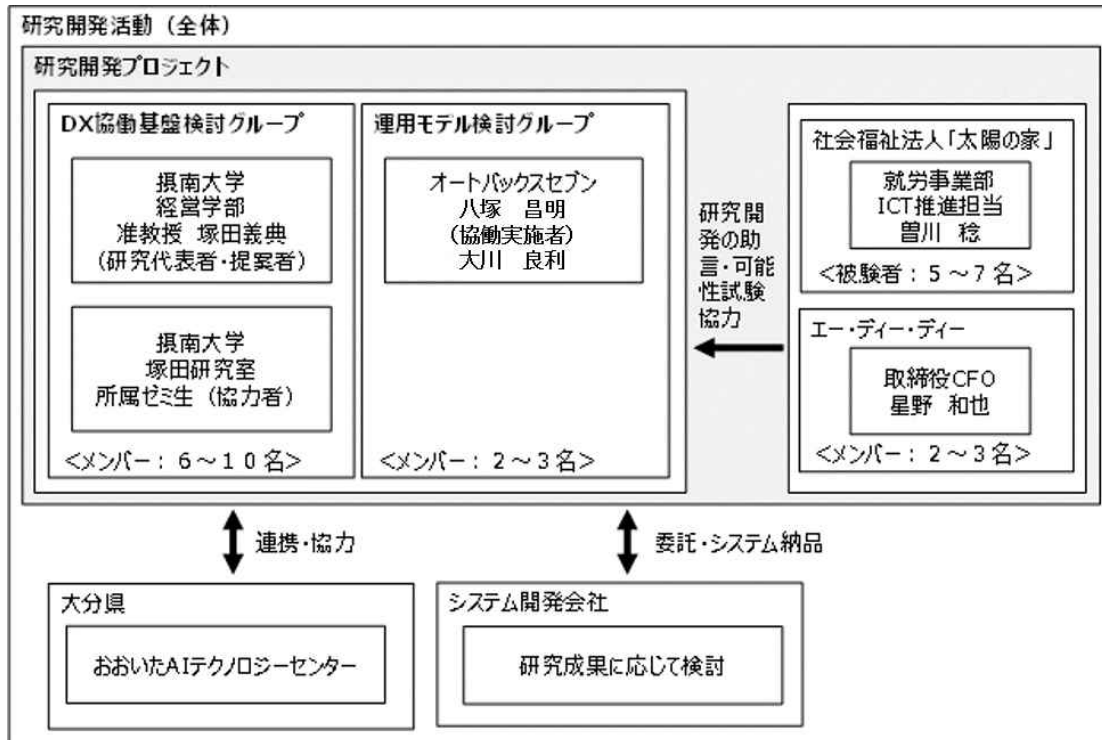 研究開発活動（全体）
研究開発プロジェクト
DX協働基盤検討グループ
摂南大学
経営学部
准教授 塚田義典
(研究代表者・提案者)
摂南大学
塚田研究室
所属ゼミ生（協力者）
<メンバー：6～10名>
運用モデル検討グループ
オートバックスセブン
八塚　昌明
(協働実施者)
大川　良利
<メンバー：2～3名>
研究開
発の助
言・可能
性試験
協力
社会福祉法人「太陽の家」
就労事業部
ICT推進担当
曽川　稔
<被験者：5～7名>
エー・ディー・ディー
取締役CFO
星野　和也
<メンバー：2～3名>
連携・協力
委託・システム納品
大分県
おおいたAIテクノロジーセンター
システム開発会社
研究成果に応じて検討